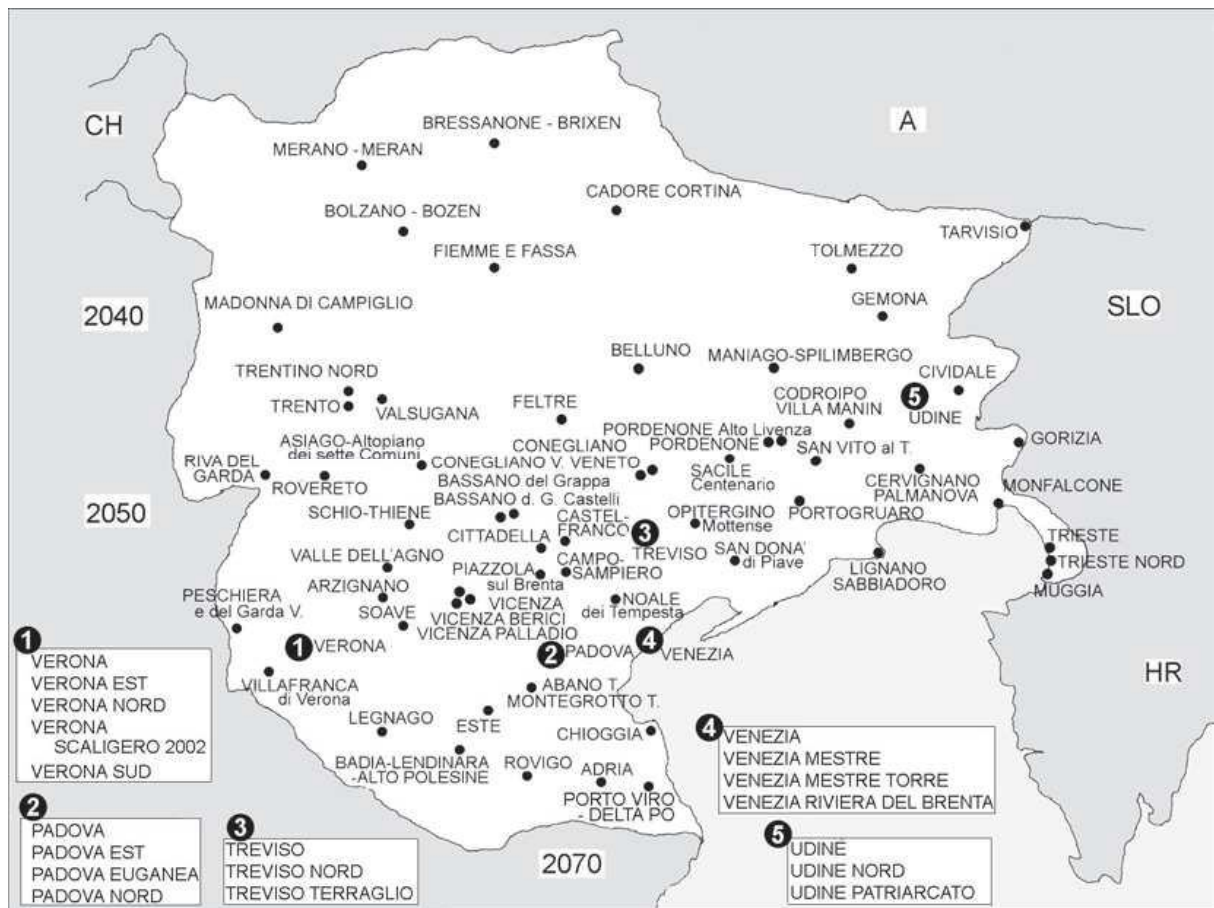 CH
A
BRESSANONE - BRIXEN
MERANO - MERAN
CADORE CORTINA
BOLZANO - BOZEN
TARVISIO
FIEMME E FASSA
TOLMEZZO
MADONNA DI CAMPIGLIO
GEMONA
2040
SLO
BELLUNO
MANIAGO-SPILIMBERGO
TRENTINO NORD
CIVIDALE
CODROIPO
VILLA MANIN
5
UDINE
TRENTO
VALSUGANA
FELTRE
PORDENONE Alto Livenza
PORDENONE
GORIZIA
ASIAGO-Altopiano
dei sette Comuni
CONEGLIANO
CONEGLIANO V. VENETO
SAN VITO al T.
RIVA DEL
GARDA
ROVERETO
BASSANO del Grappa
BASSANO d. G. Castelli
SACILE
Centenario
CERVIGNANO
PALMANOVA
MONFALCONE
2050
SCHIO-THIENE
CASTEL-
FRANCO
3
TREVISO
OPITERGINO
Mottense
PORTOGRUARO
CITTADELLA
TRIESTE
TRIESTE NORD
MUGGIA
VALLE DELL'AGNO
CAMPO-
SAMPIERO
SAN DONA'
di Piave
LIGNANO
SABBIADORO
PIAZZOLA
sul Brenta
ARZIGNANO
PESCHIERA
e del Garda V.
SOAVE
VICENZA
VICENZA BERICI
VICENZA PALLADIO
NOALE
dei Tempesta
1
VERONA
2
PADOVA
4
VENEZIA
HR
VILLAFRANCA
di Verona
ABANO T.
MONTEGROTTO T.
LEGNAGO
ESTE
CHIOGGIA
BADIA-LENDINARA
-ALTO POLESINE
ROVIGO
ADRIA
PORTO VIRO
- DELTA PO
2070
1
VERONA
VERONA EST
VERONA NORD
VERONA
SCALIGERO 2002
VERONA SUD
2
PADOVA
PADOVA EST
PADOVA EUGANEA
PADOVA NORD
3
TREVISO
TREVISO NORD
TREVISO TERRAGLIO
4
VENEZIA
VENEZIA MESTRE
VENEZIA MESTRE TORRE
VENEZIA RIVIERA DEL BRENTA
5
UDINE
UDINE NORD
UDINE PATRIARCATO